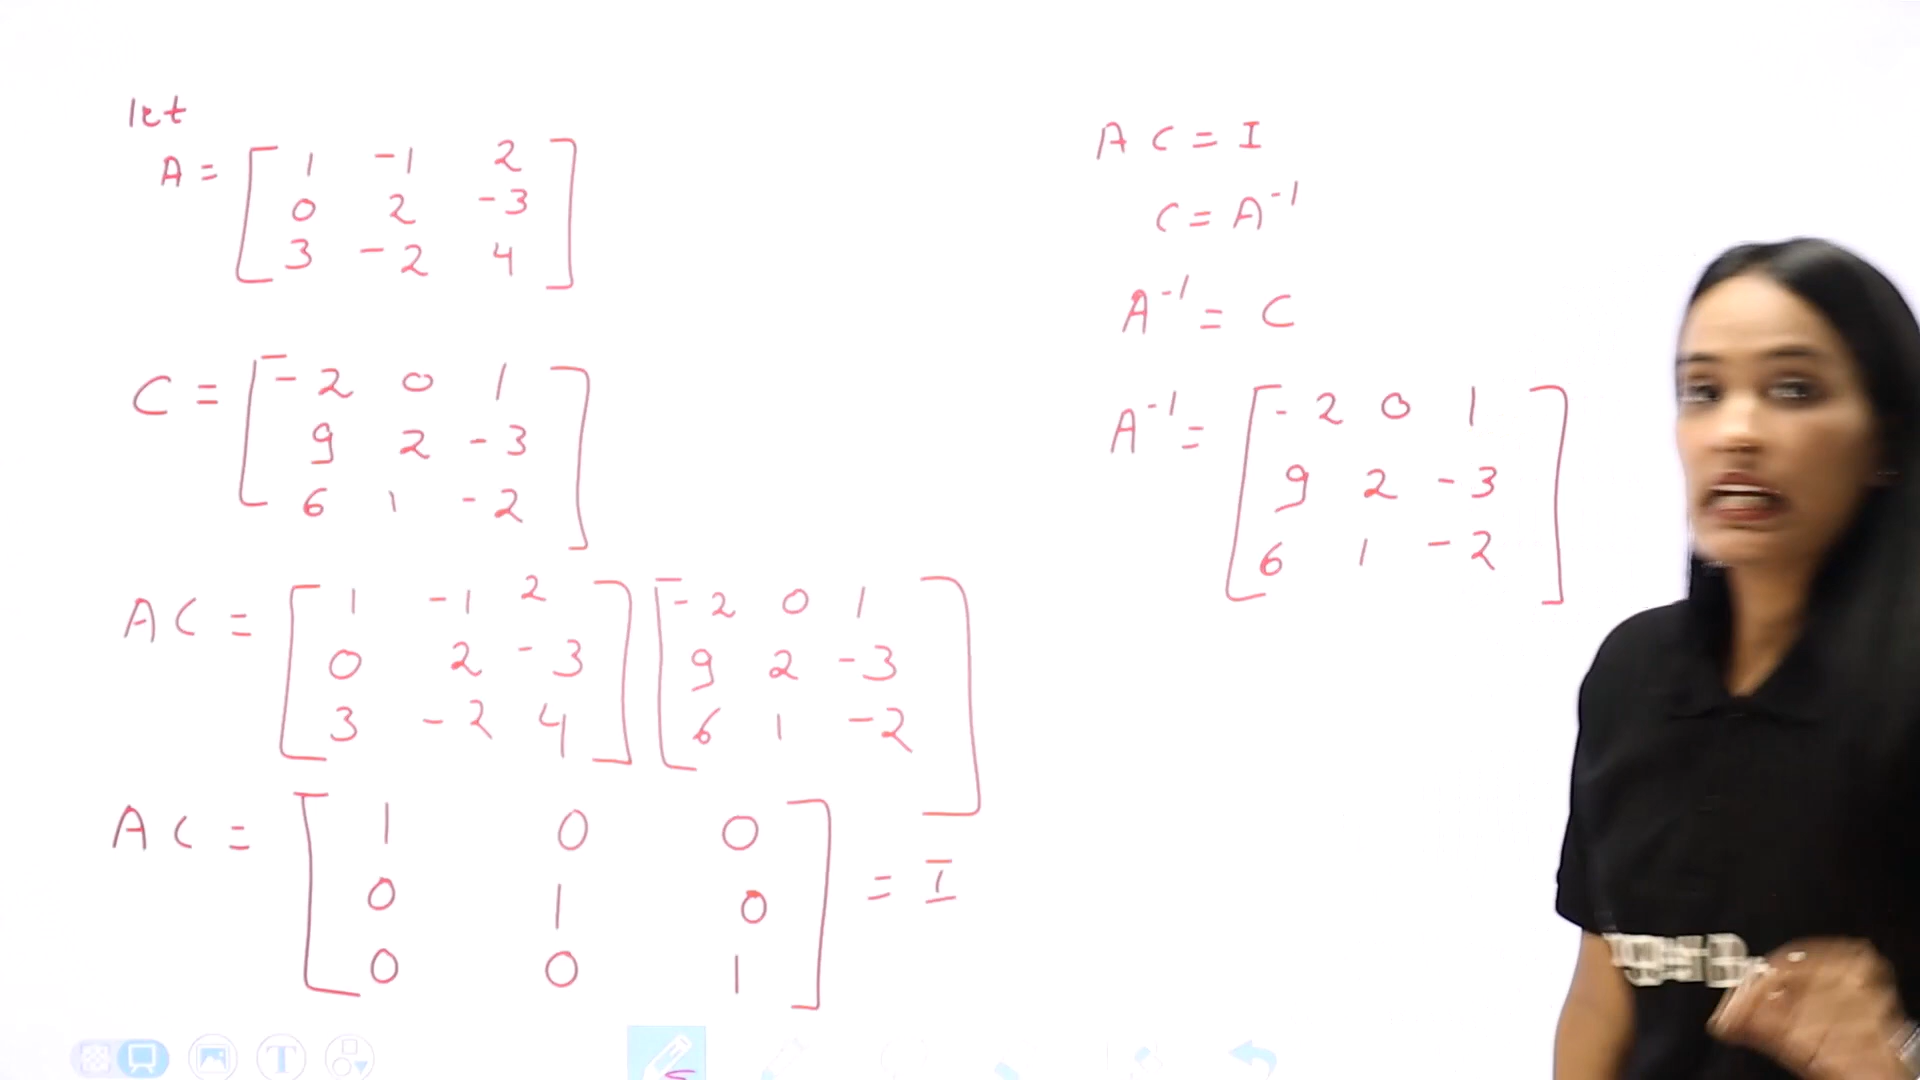 let
A = [ 1 -1 2
0 2 -3
3 -2 4 ]
C = [ -2 0 1
9 2 -3
6 1 -2 ]
AC = [ 1 -1 2 ] [ -2 0 1 ]
0 2 -3 9 2 -3
3 -2 4 6 1 -2
AC = [ 1 0 0
0 1 0 ] = I
0 0 1
AC = I
C = A⁻¹
A⁻¹ = C
A⁻¹ = [ -2 0 1
9 2 -3
6 1 -2 ]
T